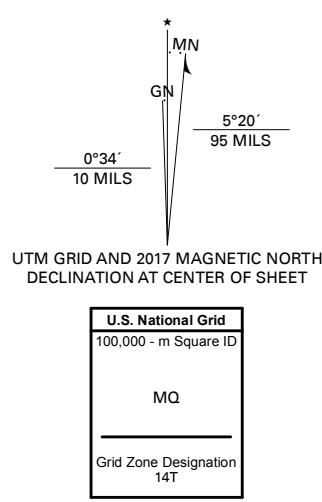 ★
MN
GN
5°20´
95 MILS
0°34´
10 MILS
UTM GRID AND 2017 MAGNETIC NORTH
DECLINATION AT CENTER OF SHEET
U.S. National Grid
100,000 - m Square ID
MQ
Grid Zone Designation
14T